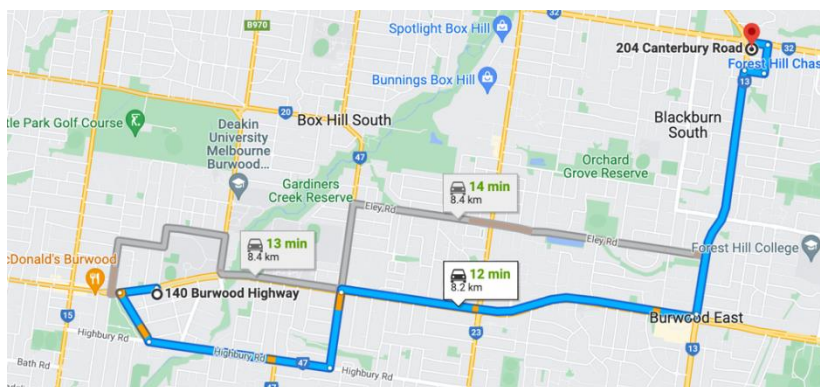 B970
Spotlight Box Hill
204 Canterbury Road
32
32
Forest Hill Chas
13
Bunnings Box Hill
20
Box Hill South
tle Park Golf Course
Deakin
University
Melbourne
Burwood...
47
Blackburn
South
Gardiners
Creek Reserve
Orchard
Grove Reserve
14 min
8.4 km
Eley Rd
Eley Rd
13 min
8.4 km
Forest Hill College
cDonald's Burwood
12 min
8.2 km
140 Burwood Highway
15
Highbury Rd
Burwood East
23
13
Bath Rd
Highbury Rd
47
Highbury Rd
47